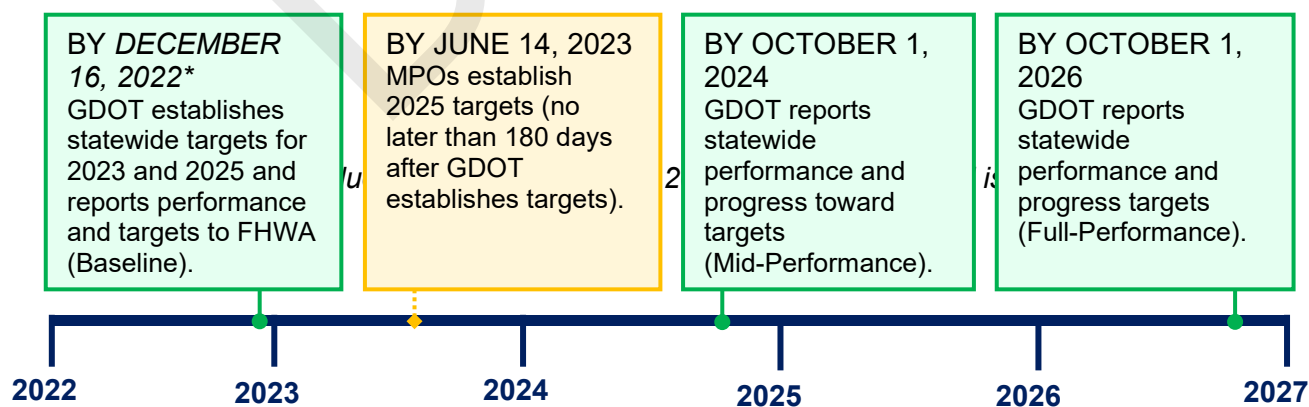 BY DECEMBER
16, 2022*
GDOT establishes
statewide targets for
2023 and 2025 and
reports performance
and targets to FHWA
(Baseline).
BY JUNE 14, 2023
MPOs establish
2025 targets (no
later than 180 days
after GDOT
establishes targets).
BY OCTOBER 1,
2024
GDOT reports
statewide
performance and
progress toward
targets
(Mid-Performance).
BY OCTOBER 1,
2026
GDOT reports
statewide
performance and
progress targets
(Full-Performance).
2022
2023
2024
2025
2026
2027